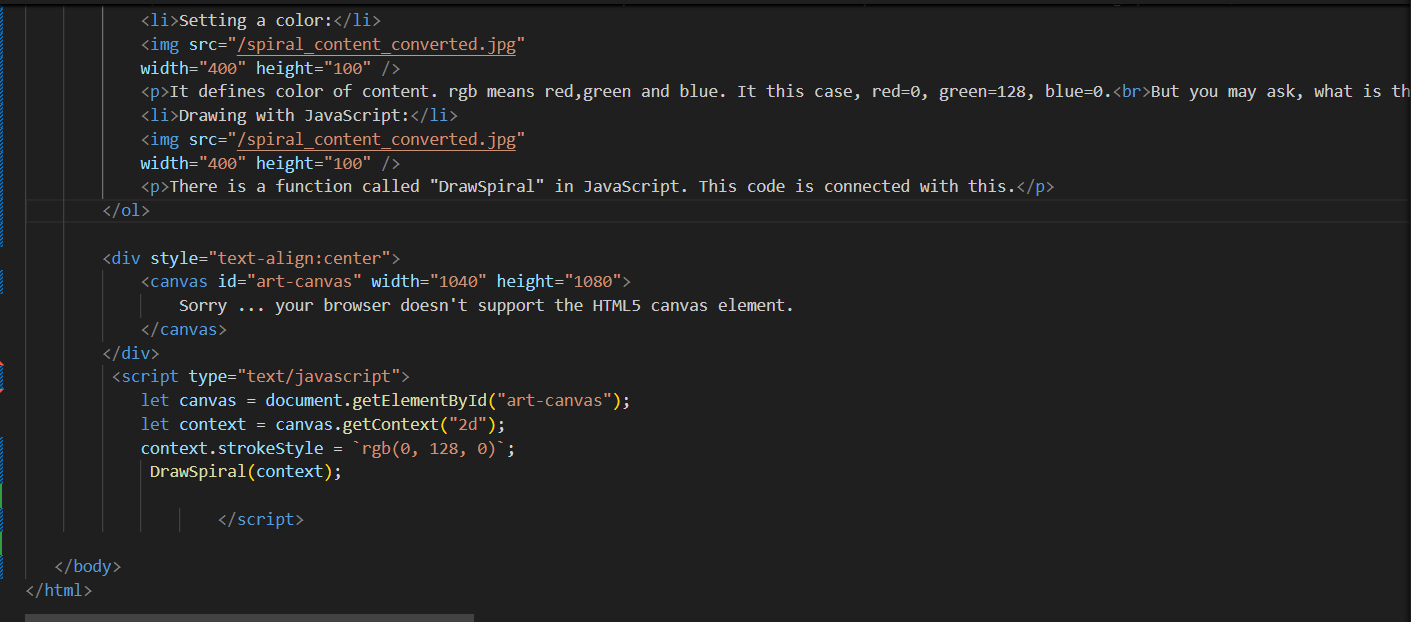 <li>Setting a color:</li>
<img src="/spiral_content_converted.jpg"
width="400" height="100" />
<p>It defines color of content. rgb means red,green and blue. It this case, red=0, green=128, blue=0.<br>But you may ask, what is th
<li>Drawing with JavaScript:</li>
<img src="/spiral_content_converted.jpg"
width="400" height="100" />
<p>There is a function called "DrawSpiral" in JavaScript. This code is connected with this.</p>
</ol>
<div style="text-align:center">
<canvas id="art-canvas" width="1040" height="1080">
Sorry ... your browser doesn't support the HTML5 canvas element.
</canvas>
</div>
<script type="text/javascript">
let canvas = document.getElementById("art-canvas");
let context = canvas.getContext("2d");
context.strokeStyle = `rgb(0, 128, 0)`;
DrawSpiral(context);
</script>
</body>
</html>